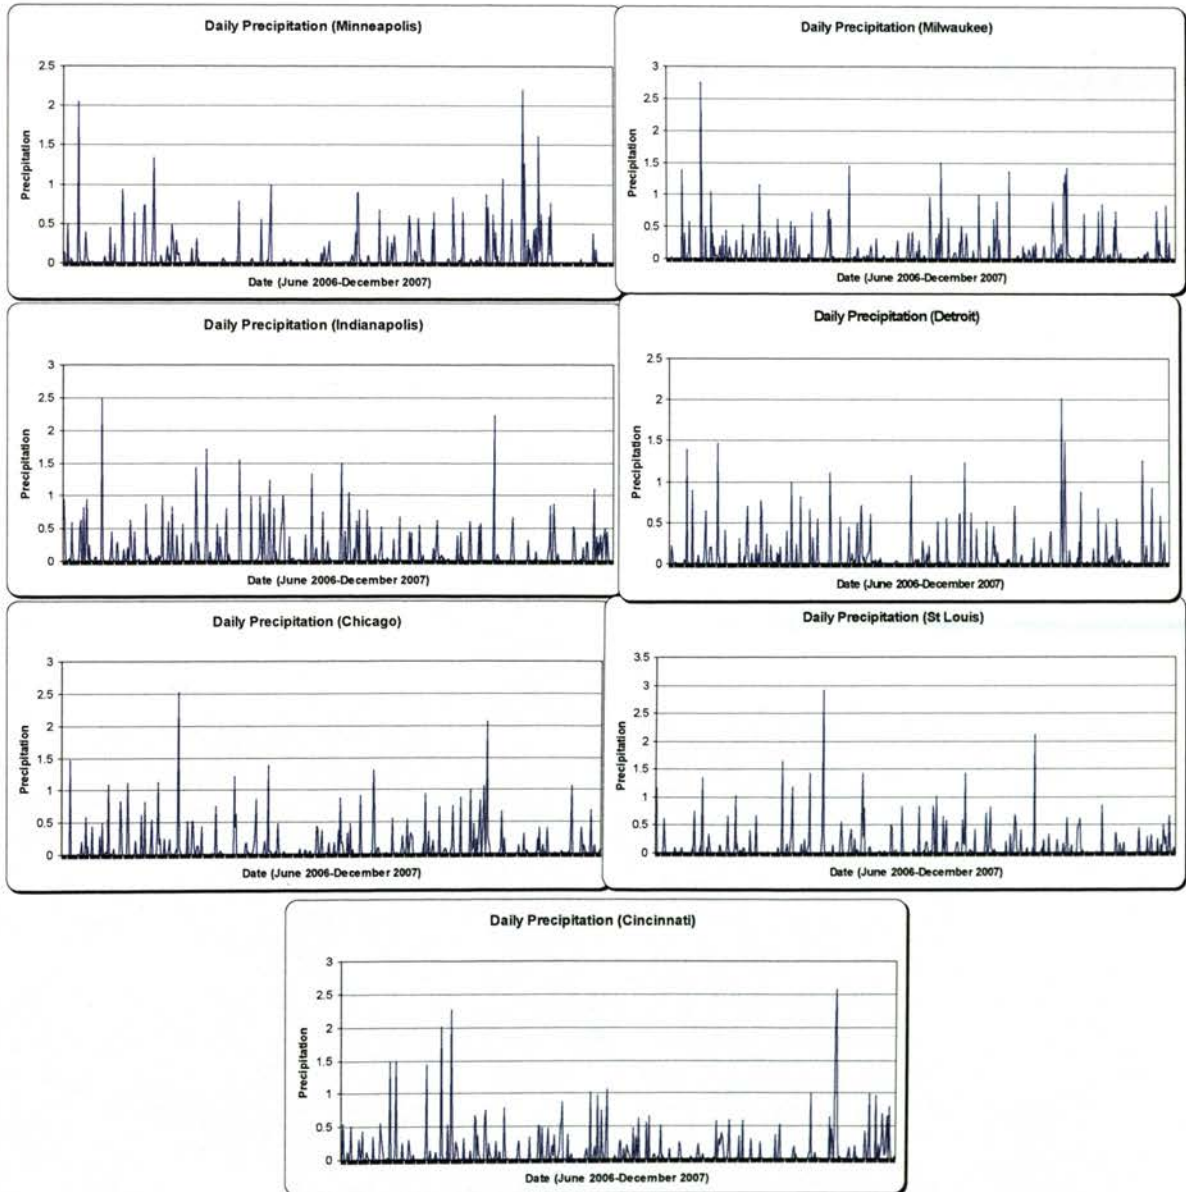 Daily Precipitation (Minneapolis)
Precipitation
2.5
2
1.5
1
0.5
0
Date (June 2006-December 2007)
Daily Precipitation (Milwaukee)
Precipitation
3
2.5
2
1.5
1
0.5
0
Date (June 2006-December 2007)
Daily Precipitation (Indianapolis)
Precipitation
3
2.5
2
1.5
1
0.5
0
Date (June 2006-December 2007)
Daily Precipitation (Detroit)
Precipitation
2.5
2
1.5
1
0.5
0
Date (June 2006-December 2007)
Daily Precipitation (Chicago)
Precipitation
3
2.5
2
1.5
1
0.5
0
Date (June 2006-December 2007)
Daily Precipitation (St Louis)
Precipitation
3.5
3
2.5
2
1.5
1
0.5
0
Date (June 2006-December 2007)
Daily Precipitation (Cincinnati)
Precipitation
3
2.5
2
1.5
1
0.5
0
Date (June 2006-December 2007)